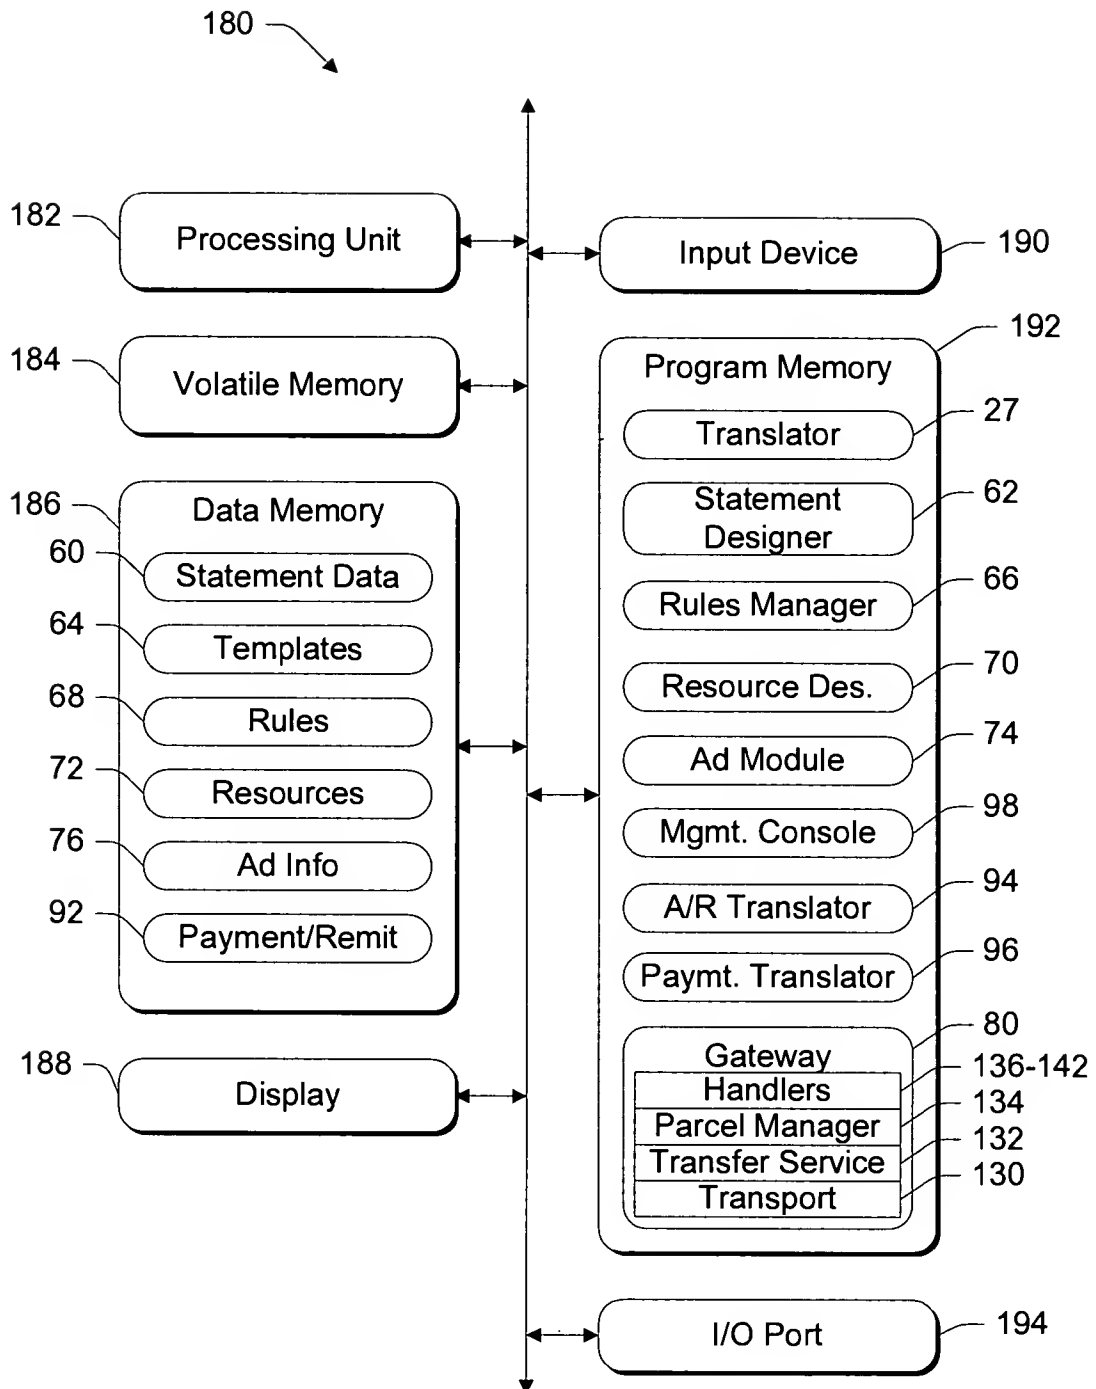 180
182
Processing Unit
184
Volatile Memory
186
Data Memory
60
Statement Data
64
Templates
68
Rules
72
Resources
76
Ad Info
92
Payment/Remit
188
Display
Input Device
190
192
Program Memory
Translator
27
Statement
Designer
62
Rules Manager
66
Resource Des.
70
Ad Module
74
Mgmt. Console
98
A/R Translator
94
Paymt. Translator
96
80
Gateway
Handlers
136-142
Parcel Manager
134
Transfer Service
132
Transport
130
I/O Port
194